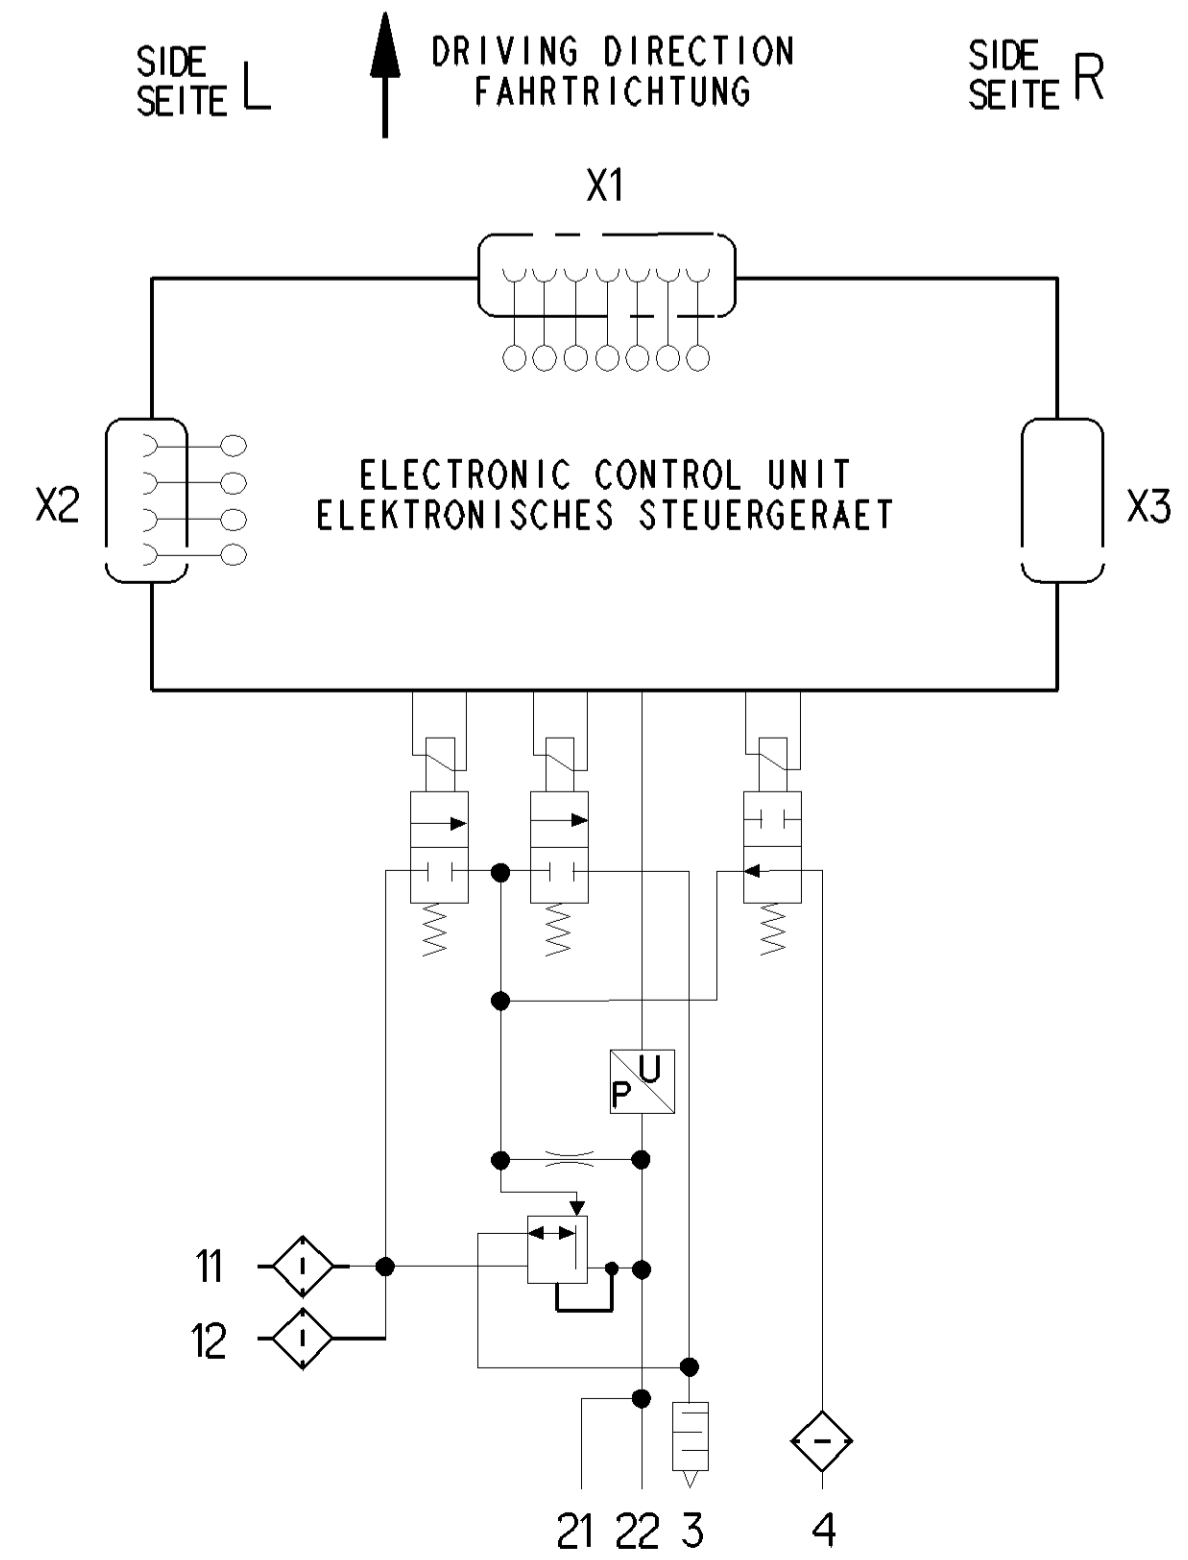 SIDE
SEITE L
DRIVING DIRECTION
FAHRTRICHTUNG
SIDE
SEITE R
X1
X2
ELECTRONIC CONTROL UNIT
ELEKTRONISCHES STEUERGERAET
X3
U
P
11
12
21 22 3 4